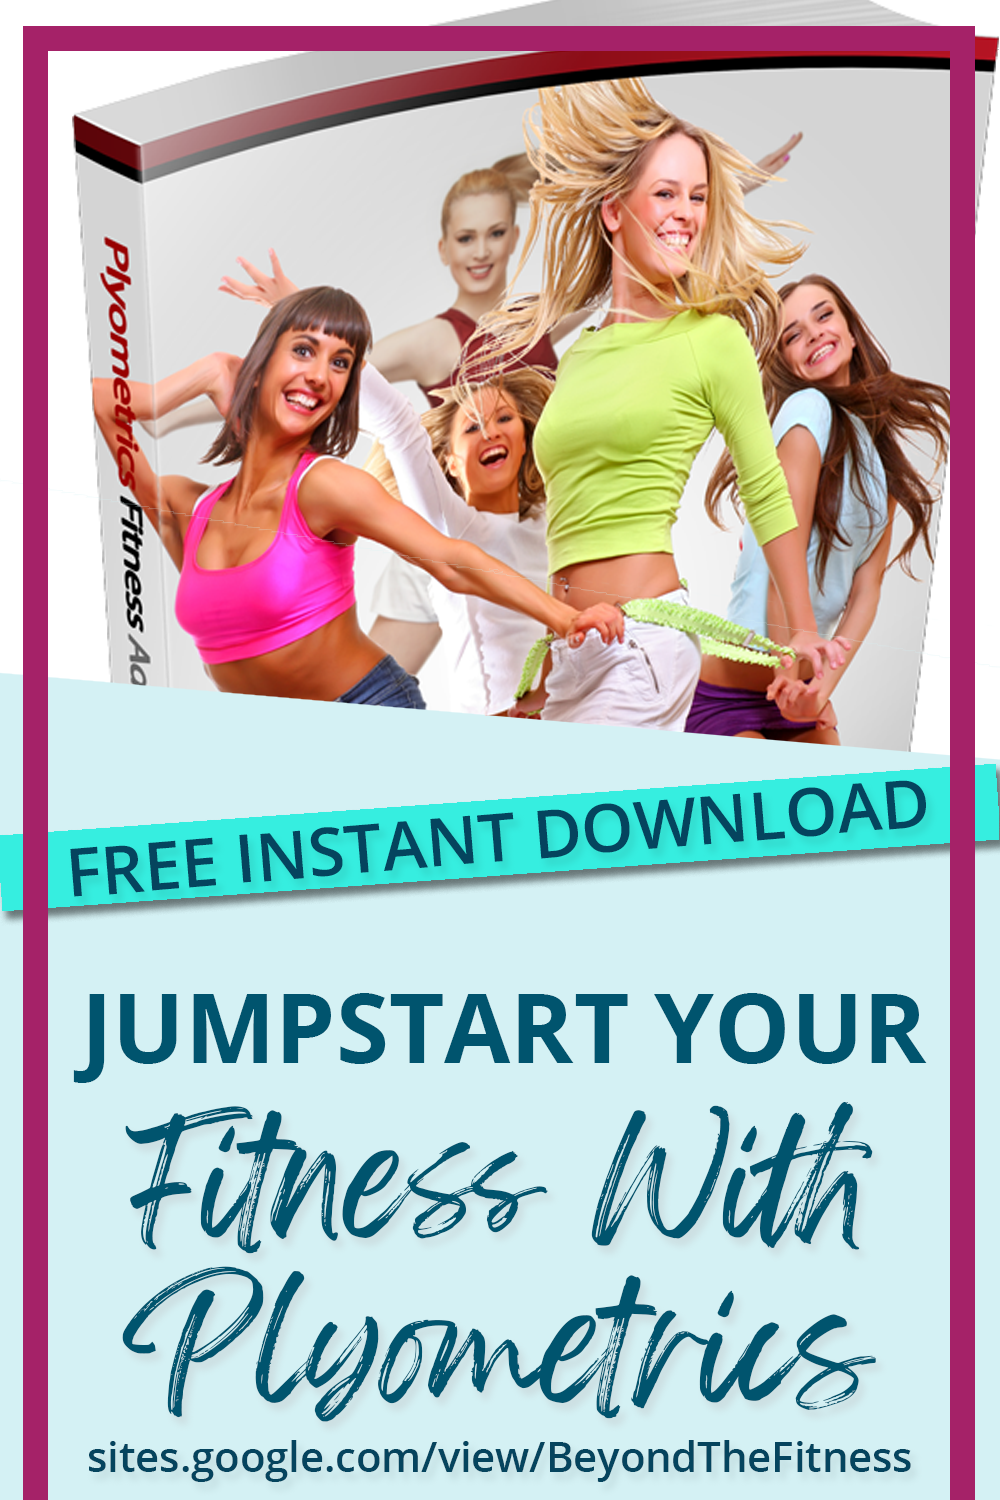 Plyometrics Fitness
FREE INSTANT DOWNLOAD
JUMPSTART YOUR
Fitness With
Plyometrics
sites.google.com/view/BeyondTheFitness